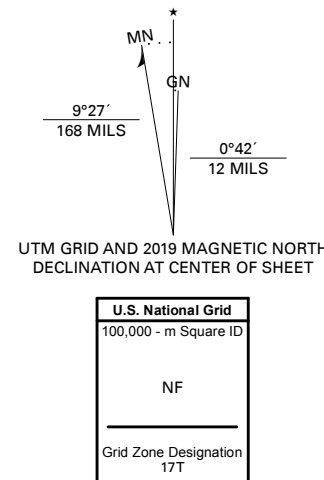 ★
MN
GN
9°27´
168 MILS
0°42´
12 MILS
UTM GRID AND 2019 MAGNETIC NORTH
DECLINATION AT CENTER OF SHEET
U.S. National Grid
100,000 - m Square ID
NF
Grid Zone Designation
17T